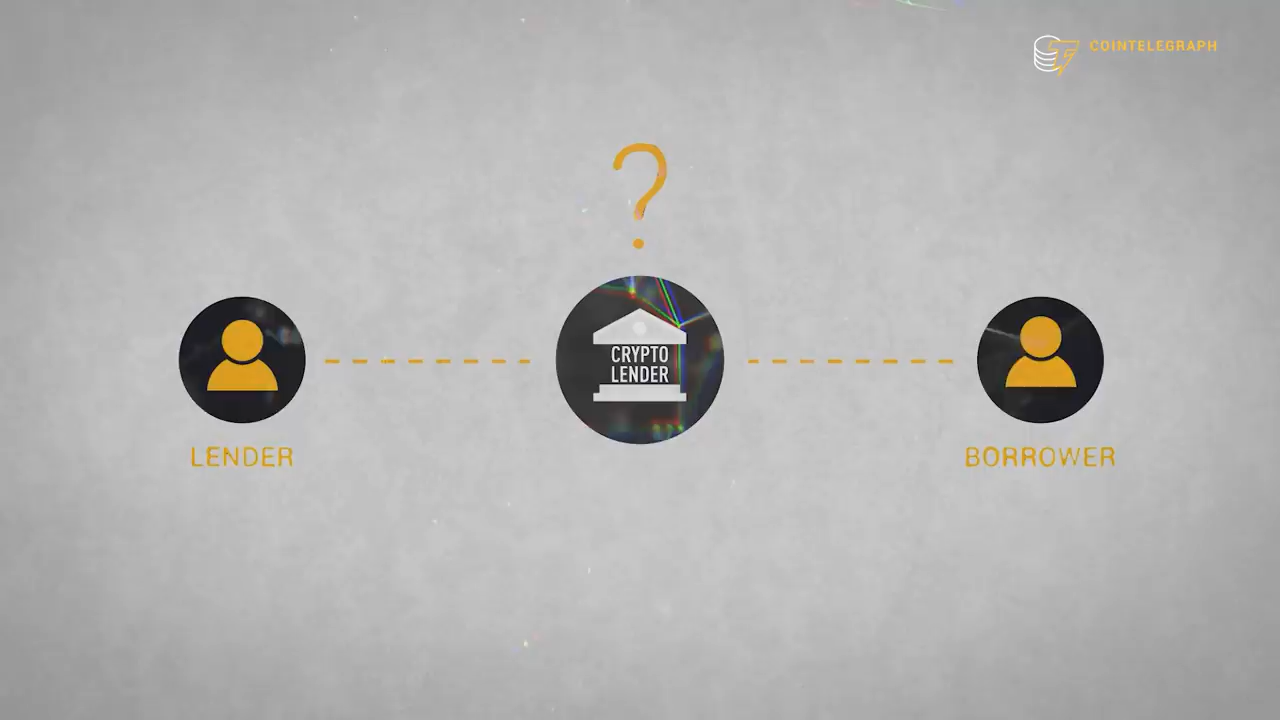 COINTELEGRAPH
?
CRYPTO
LENDER
LENDER
BORROWER